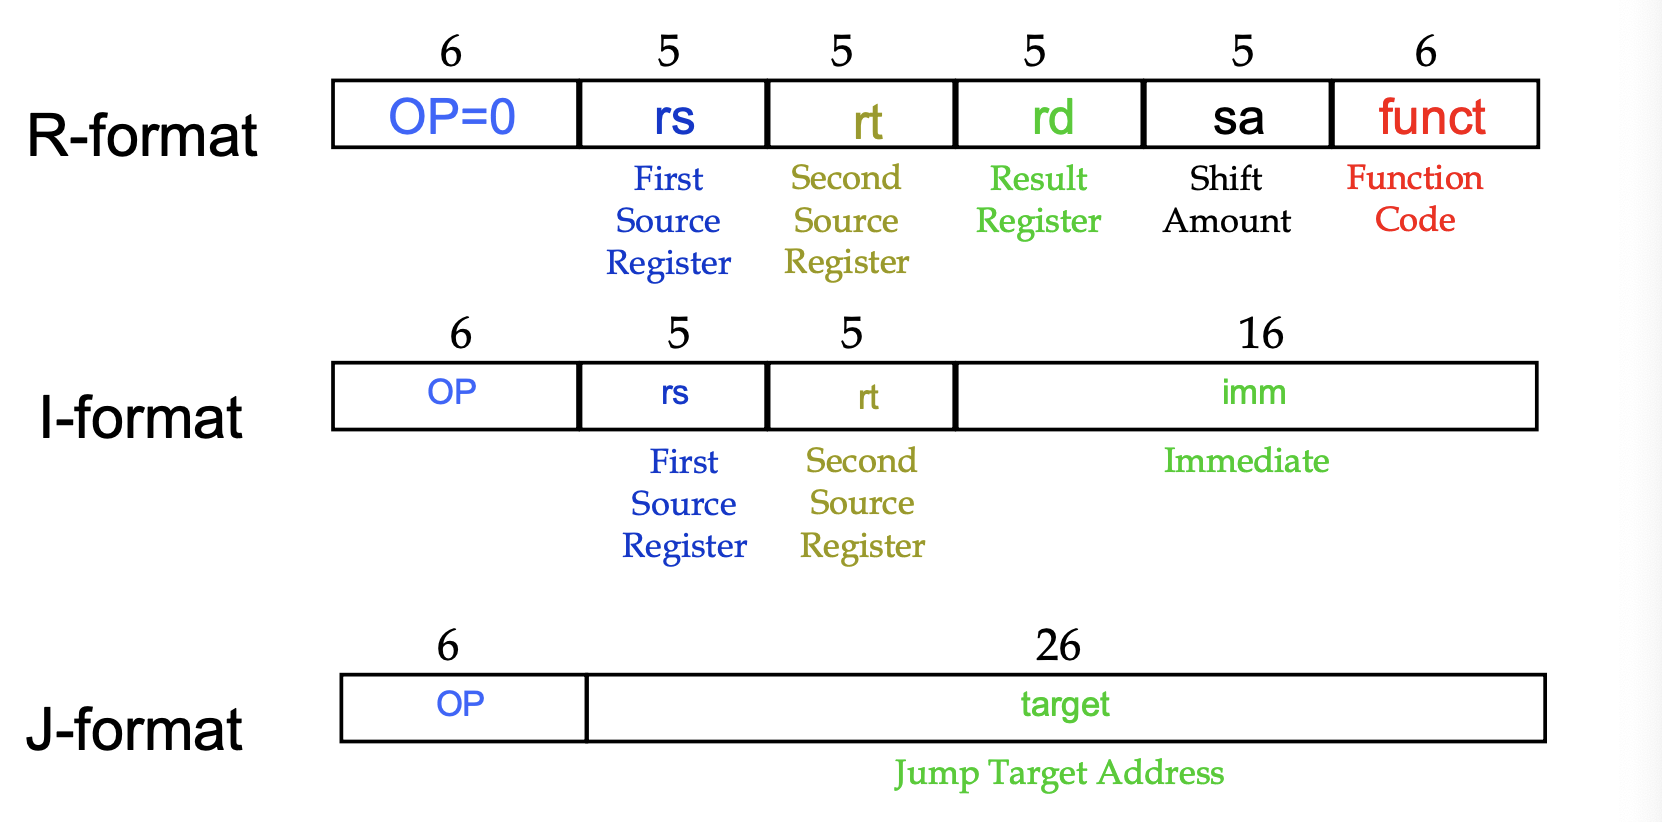 6 5 5 5 5 6
R-format OP=0 rs rt rd sa funct
First Second Result Shift Function
Source Source Register Amount Code
Register Register
6 5 5 16
I-format OP rs rt imm
First Second Immediate
Source Source
Register Register
6 26
J-format OP target
Jump Target Address